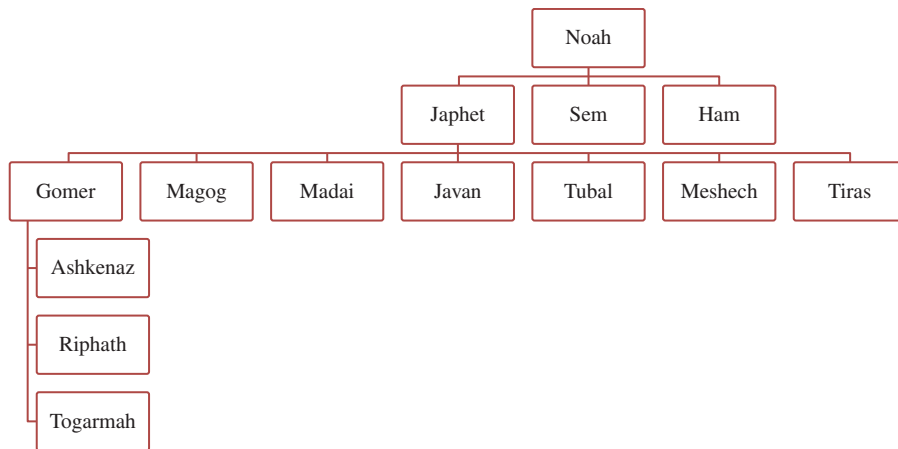 Noah
Japhet Sem Ham
Gomer Magog Madai Javan Tubal Meshech Tiras
Ashkenaz
Riphath
Togarmah